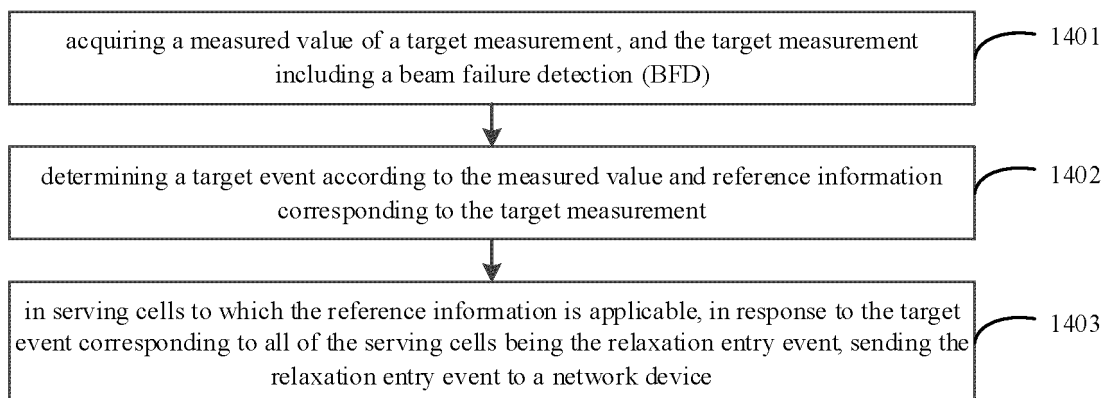 acquiring a measured value of a target measurement, and the target measurement
including a beam failure detection (BFD)
1401
determining a target event according to the measured value and reference information
corresponding to the target measurement
1402
in serving cells to which the reference information is applicable, in response to the target
event corresponding to all of the serving cells being the relaxation entry event, sending the
relaxation entry event to a network device
1403